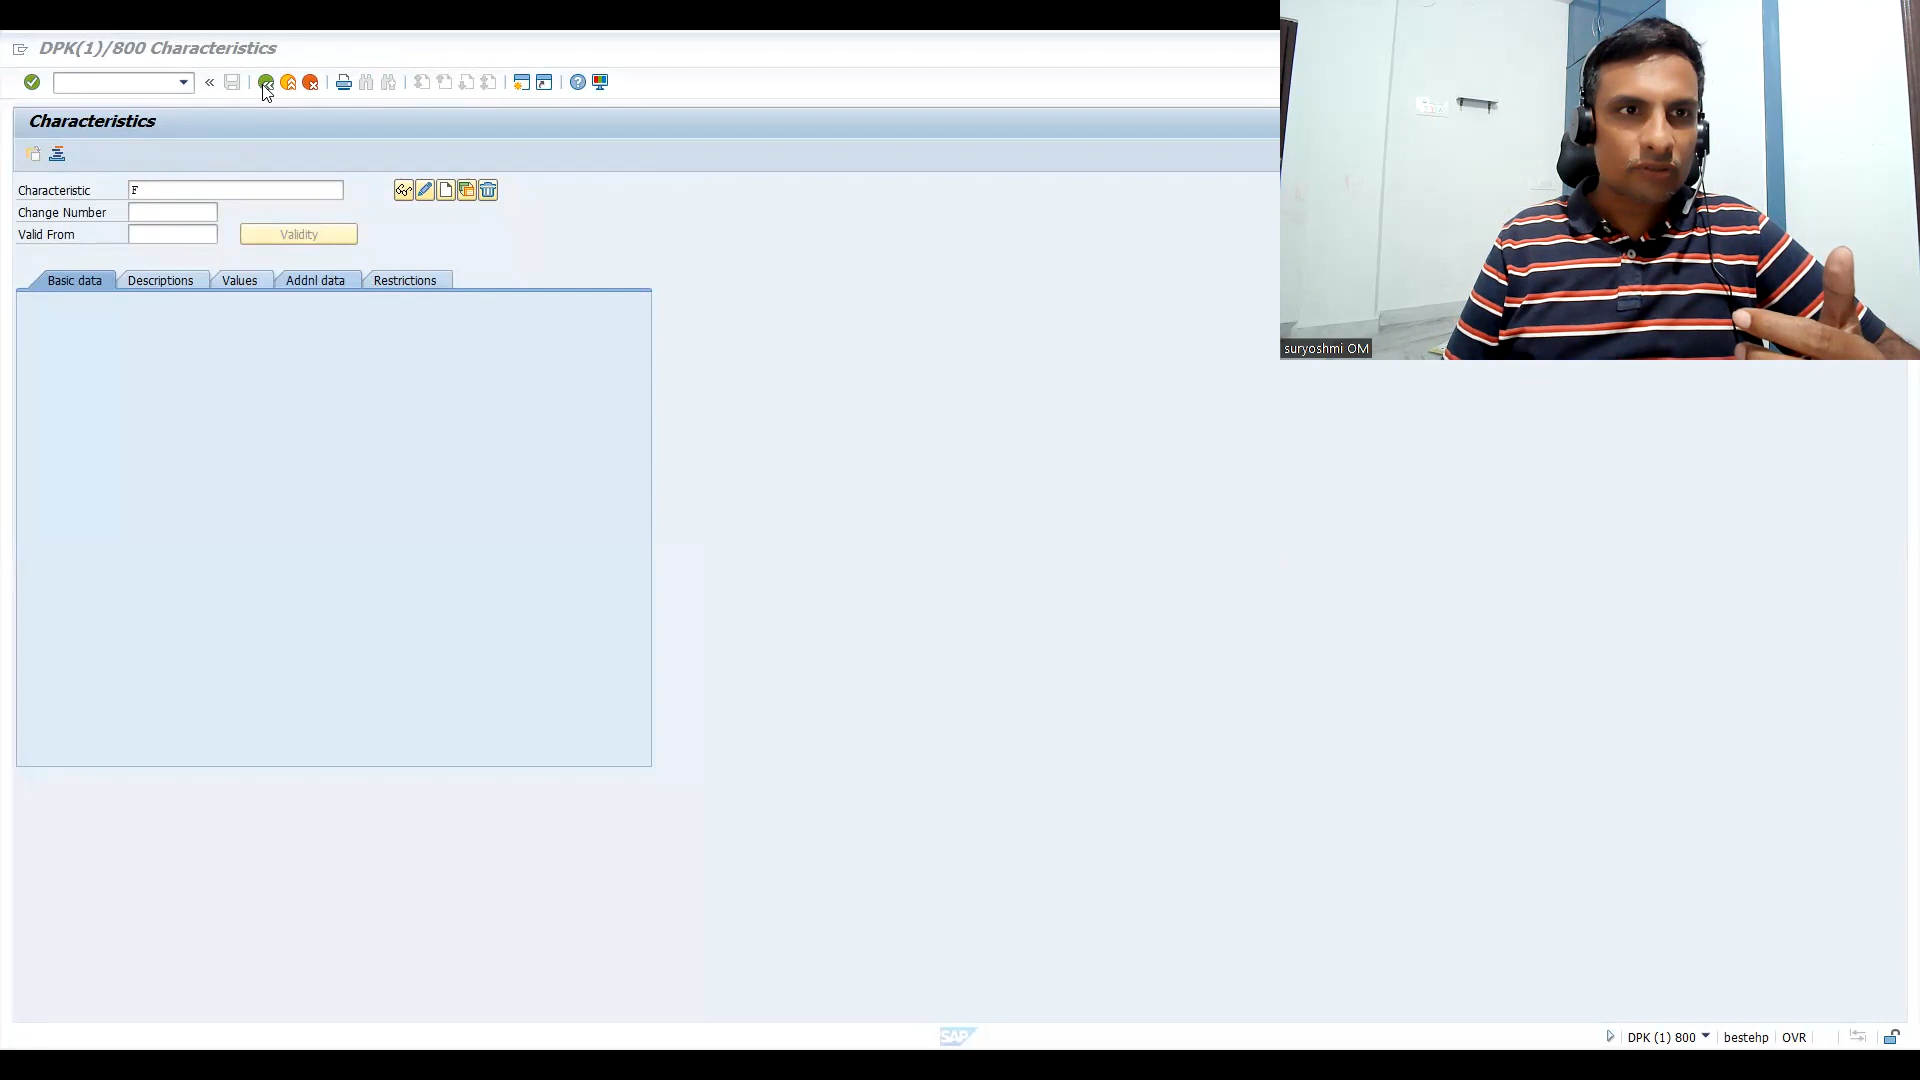 DPK(1)/800 Characteristics
Characteristics
Characteristic F
Change Number
Valid From Validity
Basic data Descriptions Values Addnl data Restrictions
suryoshmi OM
SAP
DPK (1) 800 bestehp OVR